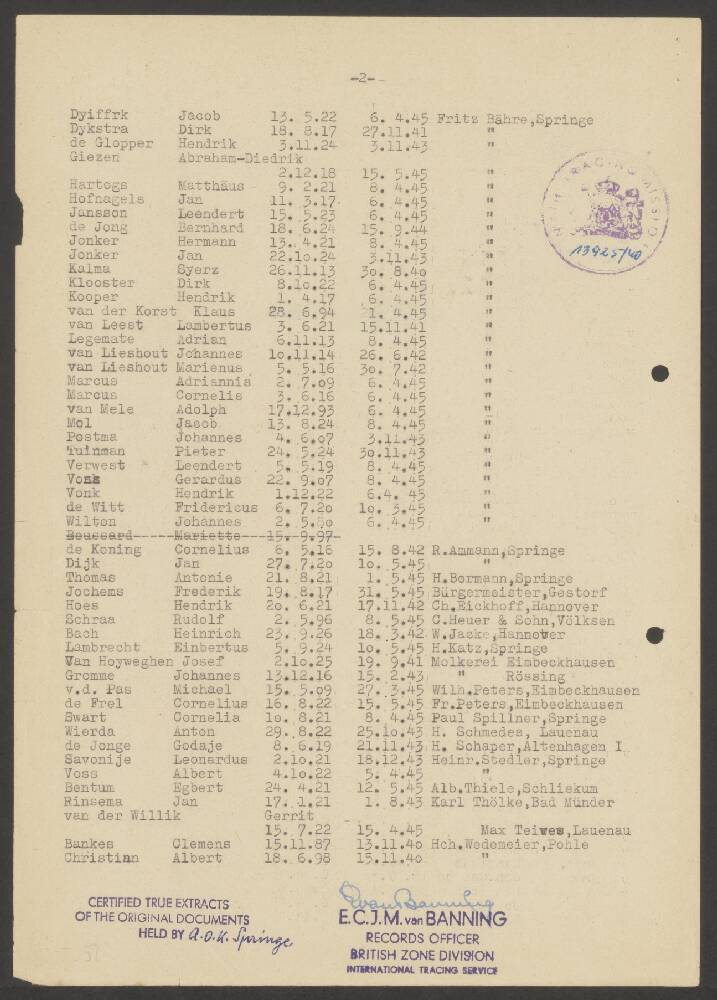 -2-
Dyiffrk Jacob 13. 5.22 6. 4.45 Fritz Bähre,Springe
Dykstra Dirk 18. 8.17 27.11.41 "
de Glopper Hendrik 3.11.24 3.11.43 "
Giezen Abraham-Diedrik
2.12.18 15. 5.45 "
Hartogs Matthäus 9. 2.21 8. 4.45 "
Hofnagels Jan 11. 3.17 6. 4.45 "
Jansson Leendert 15. 5.23 6. 4.45 "
de Jong Bernhard 18. 6.24 15. 9.44 "
Jonker Hermann 13. 4.21 8. 4.45 "
Jonker Jan 22.10.24 3.11.43 "
Kalma Syerz 26.11.13 30. 8.40 "
Klooster Dirk 8.10.22 6. 4.45 "
Kooper Hendrik 1. 4.17 6. 4.45 "
van der Korst Klaus 28. 6.94 21. 4.45 "
van Leest Lambertus 3. 6.21 15.11.41 "
Legemate Adrian 6.11.13 8. 4.45 "
van Lieshout Johannes 10.11.14 26. 6.42 "
van Lieshout Marienus 5. 5.16 30. 7.42 "
Marcus Adriannis 2. 7.09 6. 4.45 "
Marcus Cornelis 3. 6.16 6. 4.45 "
van Mele Adolph 17.12.93 6. 4.45 "
Mol Jacob 13. 8.24 8. 4.45 "
Postma Johannes 4. 6.07 3.11.43 "
Tuinman Pieter 24. 5.24 30.11.43 "
Verwest Leendert 5. 5.19 8. 4.45 "
Vonk Gerardus 22. 9.07 8. 4.45 "
Vonk Hendrik 1.12.22 6.4. 45 "
de Witt Fridericus 6. 7.20 10. 3.45 "
Wilton Johannes 2. 5.80 6. 4.45 "
Boussard Mariette 15. 9.97
de Koning Cornelius 6. 5.16 15. 8.42 R.Ammann,Springe
Dijk Jan 27. 7.20 10. 5.45 "
Thomas Antonie 21. 8.21 1. 5.45 H.Bormann,Springe
Jochems Frederik 19. 8.17 31. 5.45 Bürgermeister,Gestorf
Hoes Hendrik 20. 6.21 17.11.42 Ch.Eickhoff,Hannover
Schraa Rudolf 2. 5.96 8. 5.45 C.Heuer & Sohn,Völksen
Bach Heinrich 23. 9.26 18. 3.42 W.Jacke,Hannover
Lambrecht Einbertus 5. 9.24 10. 5.45 H.Katz,Springe
Van Hoyweghen Josef 2.10.25 19. 9.41 Molkerei Eimbeckhausen
Gromme Johannes 13.12.16 15. 2.43 " Rössing
v.d. Pas Michael 15. 5.09 27. 3.45 Wilh.Peters,Eimbeckhausen
de Frel Cornelius 16. 8.22 15. 5.45 Fr.Peters,Eimbeckhausen
Swart Cornelia 10. 8.21 8. 4.45 Paul Spillner,Springe
Wierda Anton 29. 8.22 25.10.43 H. Schmedes, Lauenau
de Jonge Godaje 8. 6.19 21.11.43 H. Schaper,Altenhagen I
Savonije Leonardus 2.10.21 18.12.43 Heinr.Stedler,Springe
Voss Albert 4.10.22 5. 4.45 "
Bentum Egbert 24. 4.21 12. 5.45 Alb.Thiele,Schliekum
Rinsema Jan 17. 1.21 1. 8.43 Karl Thölke,Bad Münder
van der Willik Gerrit
15. 7.22 15. 4.45 Max Teiwes,Lauenau
Bankes Clemens 15.11.87 13.11.40 Hch.Wedemeier,Pohle
Christian Albert 18. 6.98 15.11.40 "
TRACING MISSION
13925/40
CERTIFIED TRUE EXTRACTS
OF THE ORIGINAL DOCUMENTS
HELD BY A.O.K. Springe
EvanBanning
E.C.J.M. van BANNING
RECORDS OFFICER
BRITISH ZONE DIVISION
INTERNATIONAL TRACING SERVICE